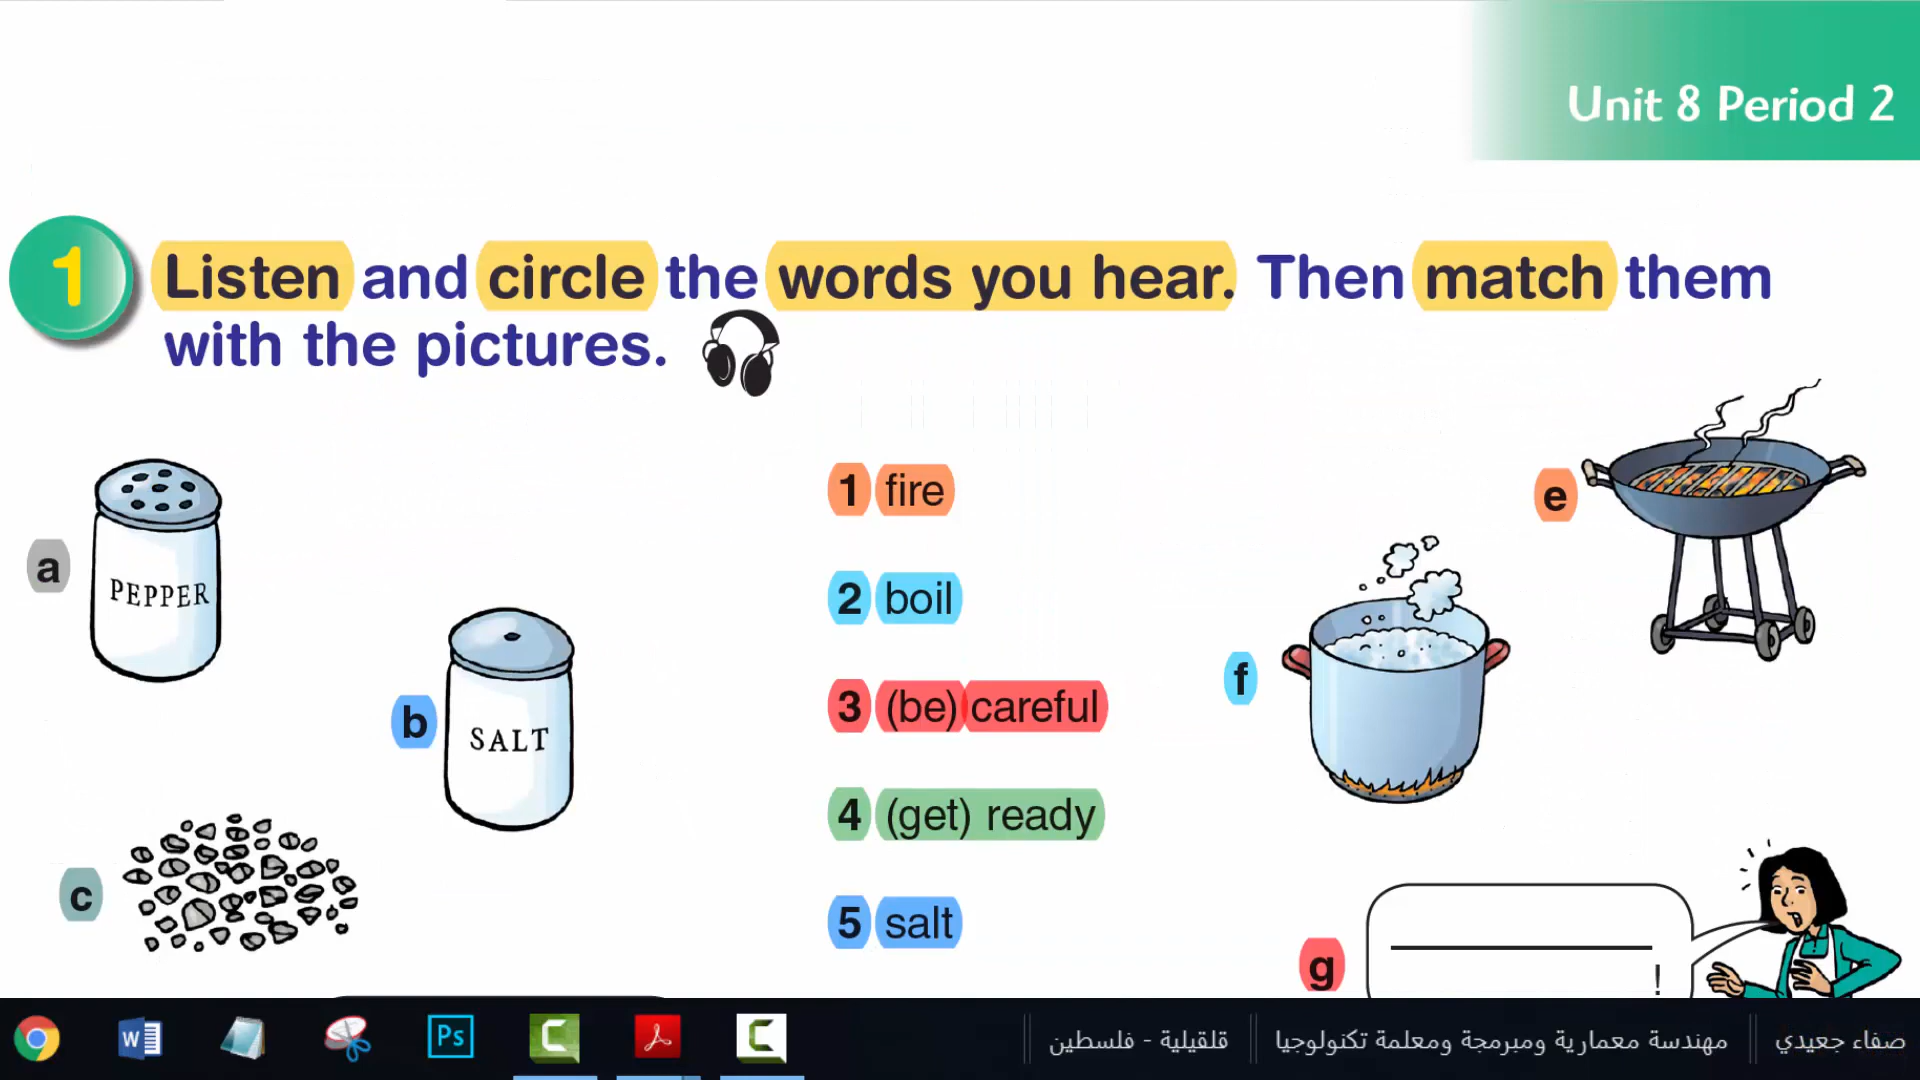 Unit 8 Period 2
1 Listen and circle the words you hear. Then match them
with the pictures.
a
PEPPER
b
SALT
c
1 fire
2 boil
3 (be) careful
4 (get) ready
5 salt
e
f
g
!
W
Ps
C
C
قلقيلية - فلسطين
مهندسة معمارية ومبرمجة ومعلمة تكنولوجيا
صفاء جعيدي